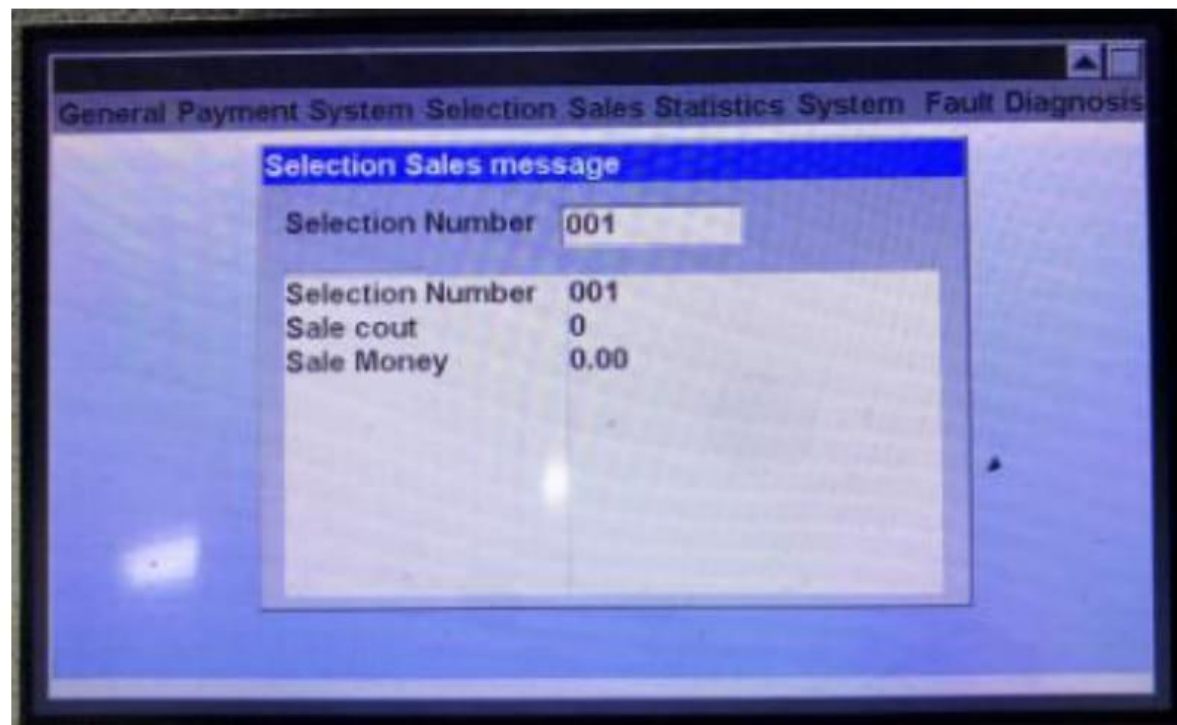 General Payment System Selection Sales Statistics System Fault Diagnosis
Selection Sales message
Selection Number 001
Selection Number 001
Sale cout 0
Sale Money 0.00